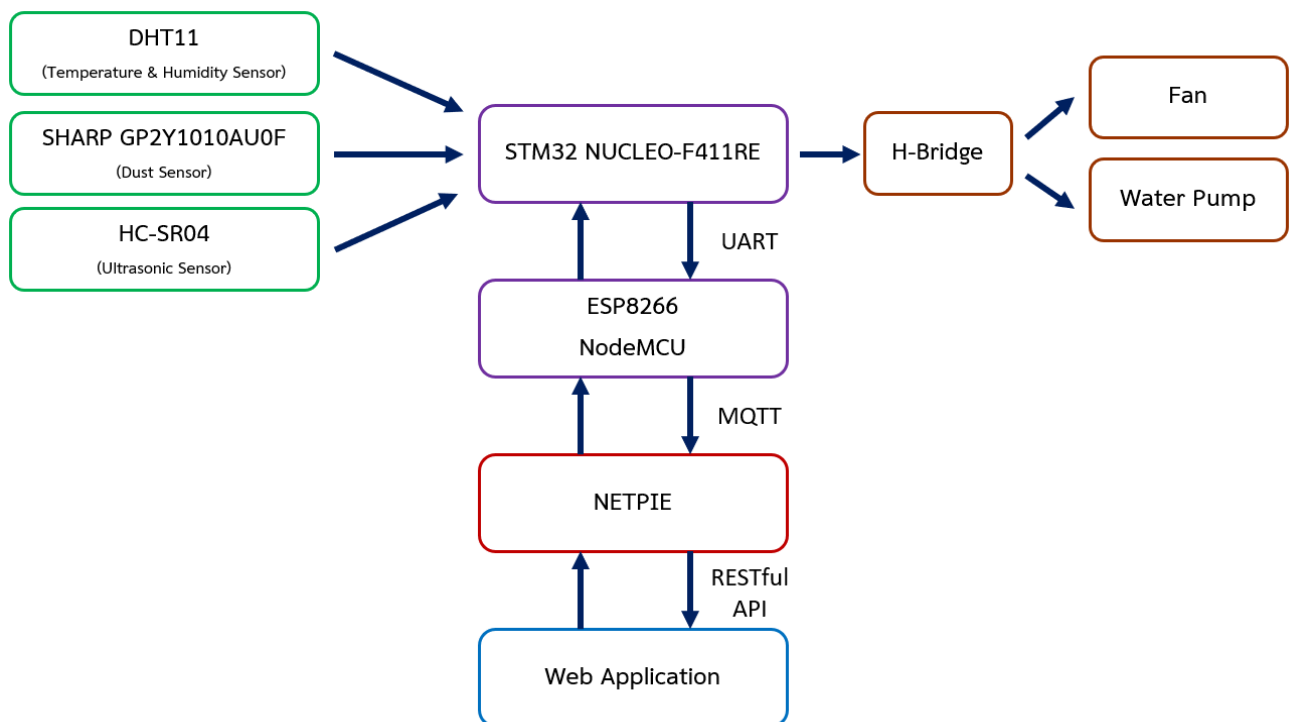 DHT11
(Temperature & Humidity Sensor)
SHARP GP2Y1010AU0F
(Dust Sensor)
HC-SR04
(Ultrasonic Sensor)
STM32 NUCLEO-F411RE
H-Bridge
Fan
Water Pump
UART
ESP8266
NodeMCU
MQTT
NETPIE
RESTful
API
Web Application